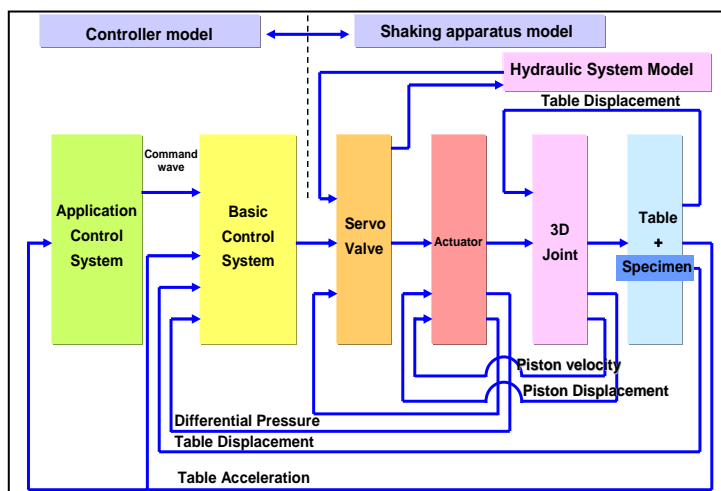 Controller model
Shaking apparatus model
Hydraulic System Model
Table Displacement
Command
wave
Application
Control
System
Basic
Control
System
Servo
Valve
Actuator
3D
Joint
Table
+
Specimen
Piston velocity
Piston Displacement
Differential Pressure
Table Displacement
Table Acceleration